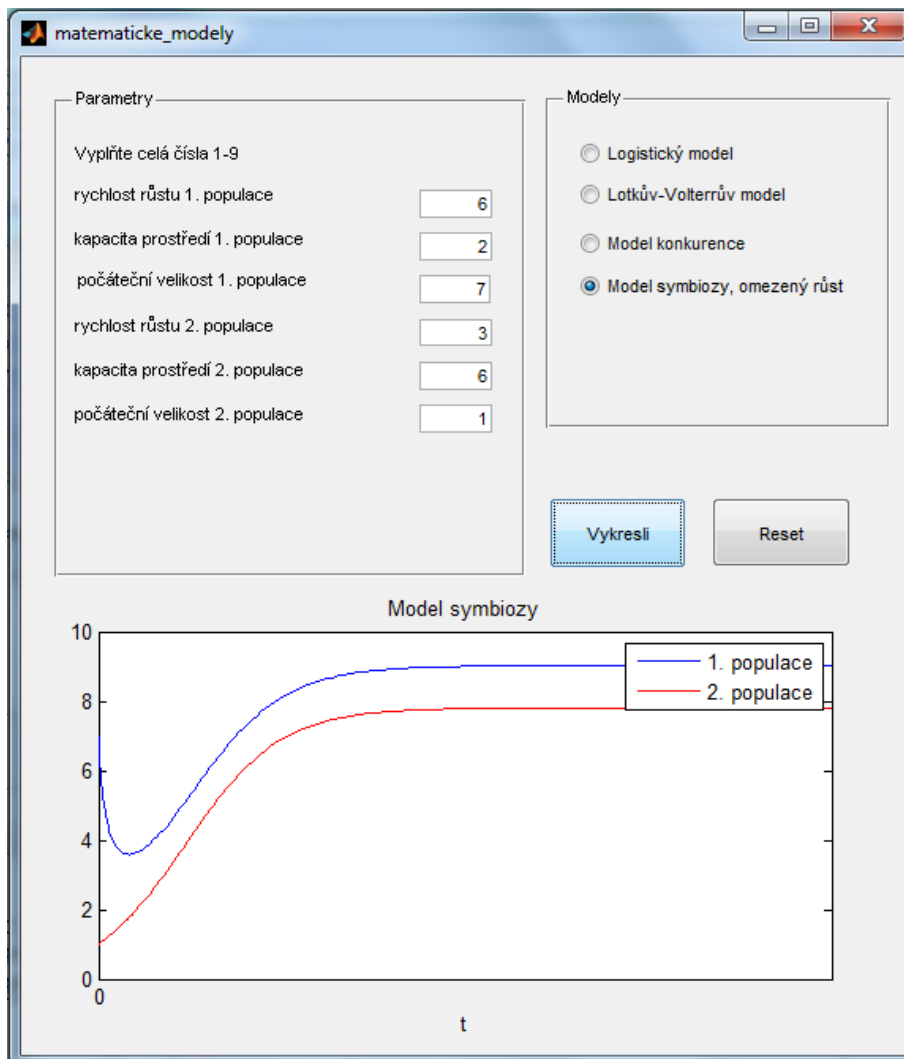 matematicke_modely
Parametry
Vyplňte celá čísla 1-9
rychlost růstu 1. populace 6
kapacita prostředí 1. populace 2
počáteční velikost 1. populace 7
rychlost růstu 2. populace 3
kapacita prostředí 2. populace 6
počáteční velikost 2. populace 1
Modely
Logistický model
Lotkův-Volterrův model
Model konkurence
Model symbiozy, omezený růst
Vykresli Reset
Model symbiozy
10
8
6
4
2
0
0
t
1. populace
2. populace